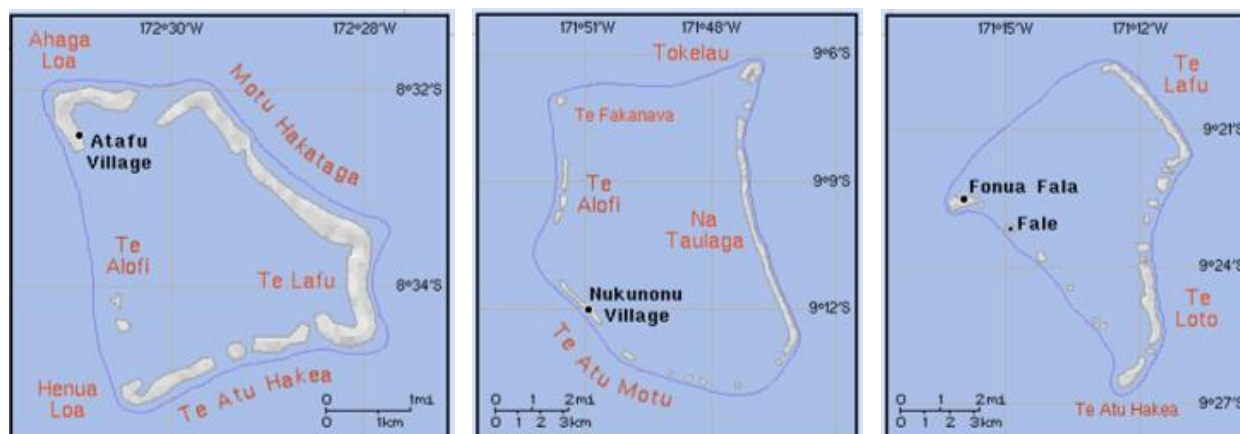 172°30'W
172°28'W
Ahaga
Loa
8°32'S
Motu Hakataga
Atafu
Village
Te
Alofi
Te Lafu
8°34'S
Henua
Loa
Te Atu Hakea
0 1mi
0 1km
171°51'W
171°48'W
9°6'S
Tokelau
Te Fakanava
9°9'S
Te
Alofi
Na
Taulaga
Nukunonu
Village
9°12'S
Te Atu Motu
0 1 2mi
0 1 2 3km
171°15'W
171°12'W
Te
Lafu
9°21'S
Fonua Fala
Fale
9°24'S
Te
Loto
0 1 2mi
0 1 2 3km
Te Atu Hakea
9°27'S